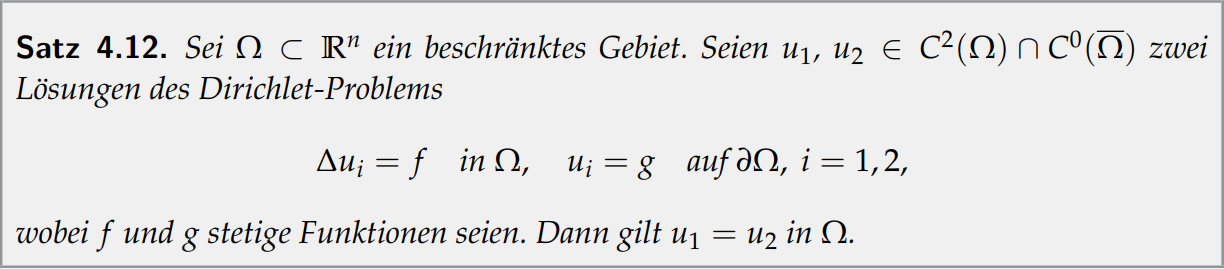 Satz 4.12. Sei Ω ⊂ ℝⁿ ein beschränktes Gebiet. Seien u₁, u₂ ∈ C²(Ω) ∩ C⁰(Ω̅) zwei
Lösungen des Dirichlet-Problems
Δuᵢ = f in Ω, uᵢ = g auf ∂Ω, i = 1, 2,
wobei f und g stetige Funktionen seien. Dann gilt u₁ = u₂ in Ω.